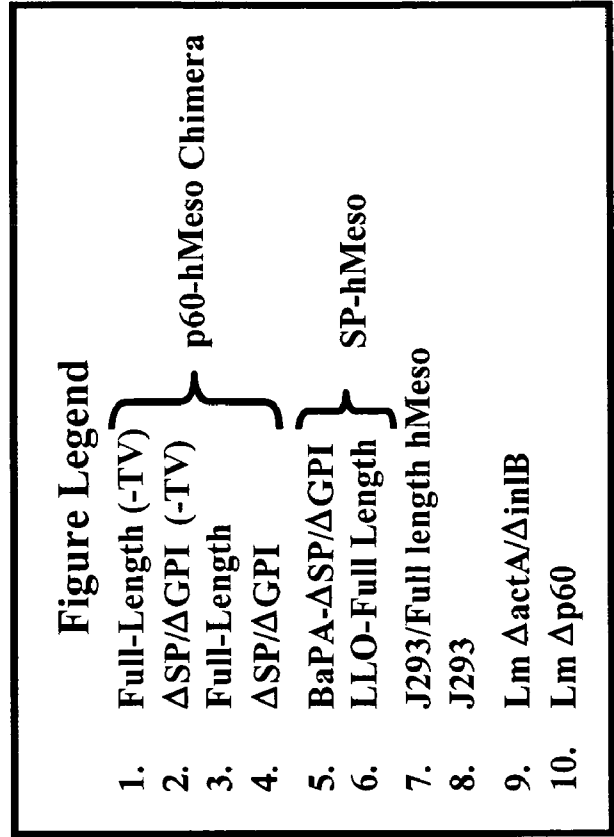 Figure Legend
1. Full-Length (-TV)
2. ΔSP/ΔGPI (-TV)
3. Full-Length
4. ΔSP/ΔGPI
p60-hMeso Chimera
5. BaPA-ΔSP/ΔGPI
6. LLO-Full Length
SP-hMeso
7. J293/Full length hMeso
8. J293
9. Lm ΔactA/ΔinlB
10. Lm Δp60